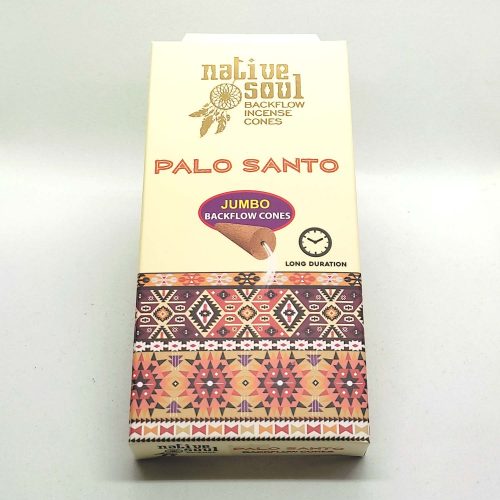 native
soul
BACKFLOW
INCENSE
CONES
PALO SANTO
JUMBO
BACKFLOW CONES
LONG DURATION
native
soul
PALO SANTO